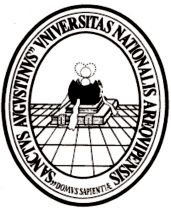 "SANCTVS AVGVSTINVS" VNIVERSITAS NATIONALIS AREQVIPENSIS
"DOMVS SAPIENTIÆ"